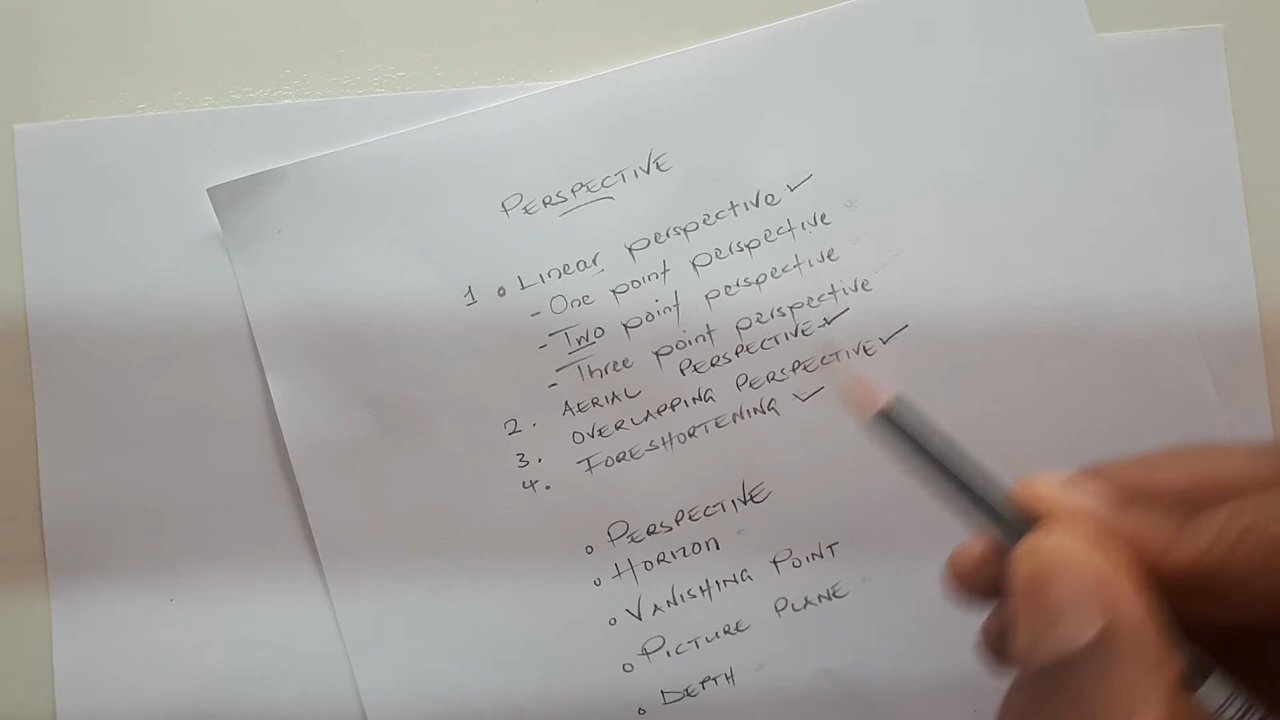 PERSPECTIVE
1 • Linear perspective ✓
- One point perspective
- Two point perspective
- Three point perspective
2. AERIAL PERSPECTIVE ✓
3. OVERLAPPING PERSPECTIVE ✓
4. FORESHORTENING ✓
• PERSPECTIVE
• HORIZON
• VANISHING POINT
• PICTURE PLANE
• DEPTH